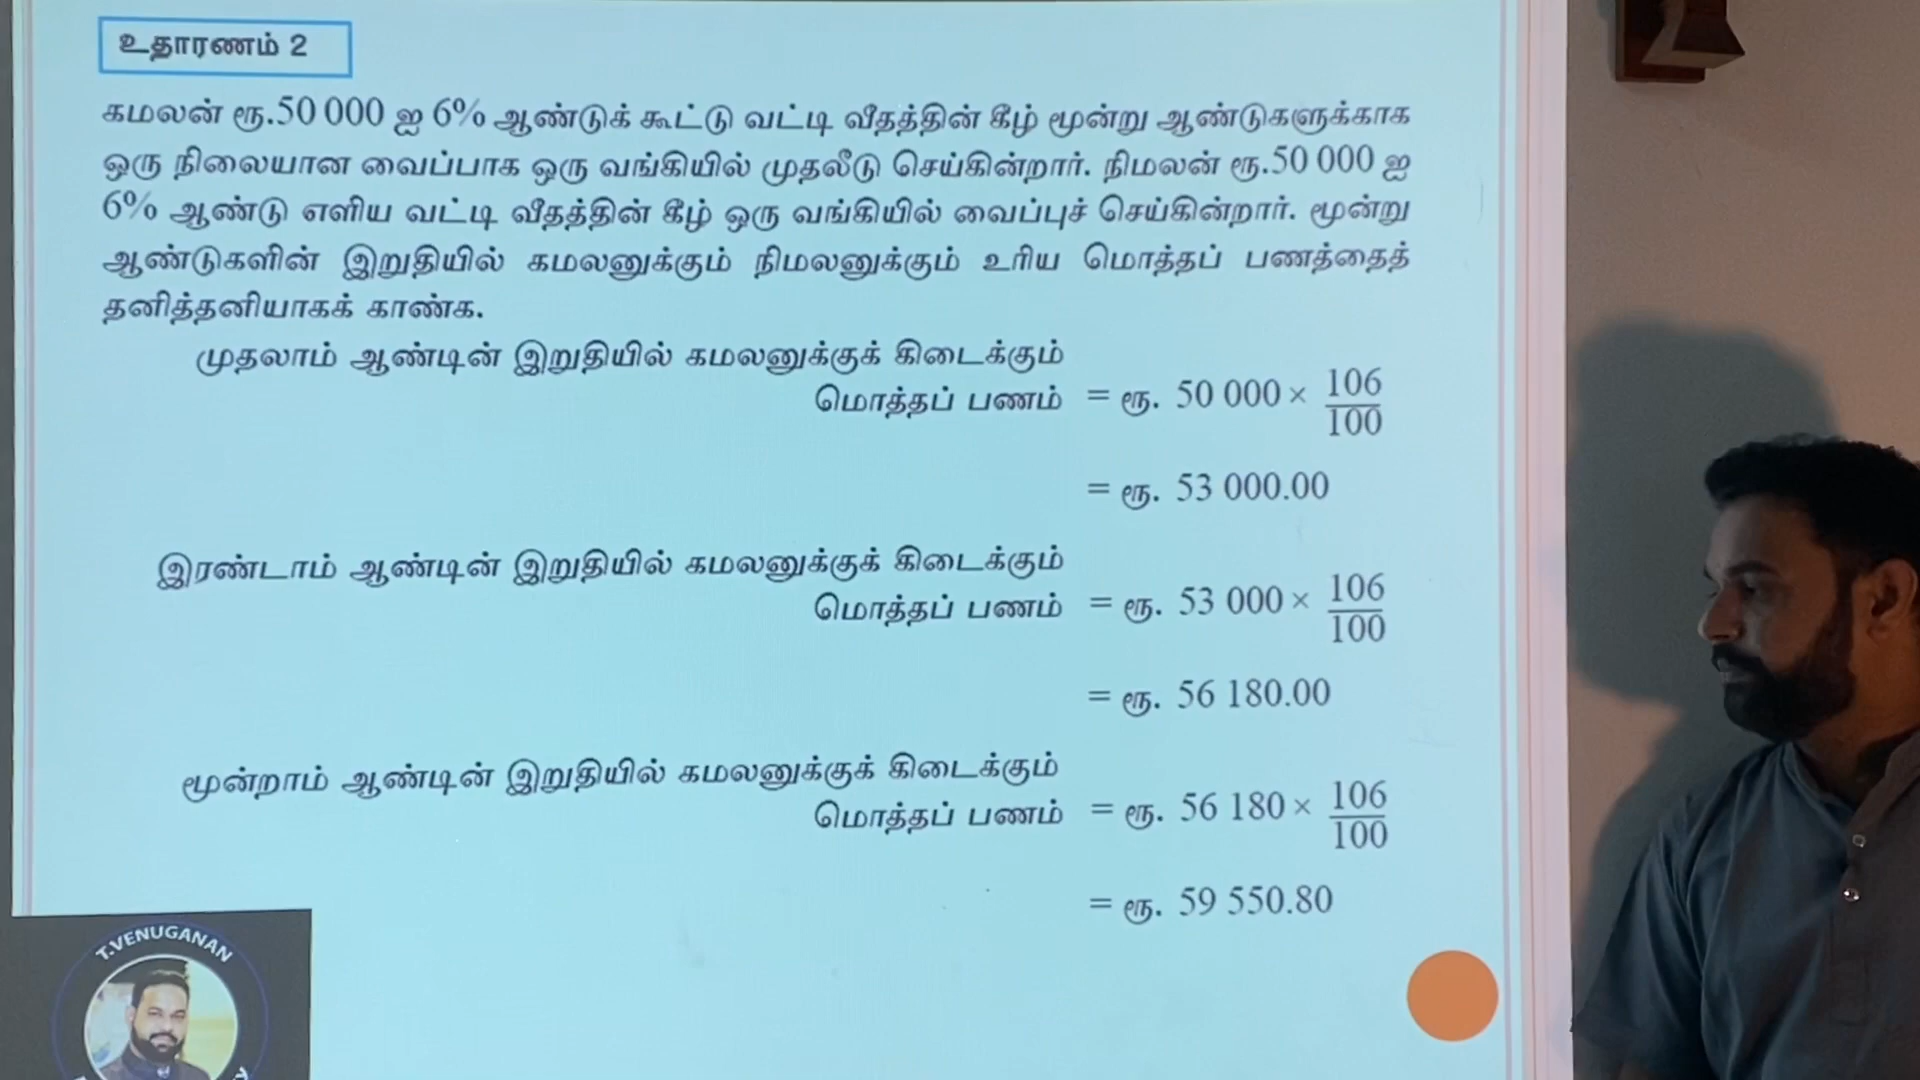 உதாரணம் 2
கமலன் ரூ.50 000 ஐ 6% ஆண்டுக் கூட்டு வட்டி வீதத்தின் கீழ் மூன்று ஆண்டுகளுக்காக
ஒரு நிலையான வைப்பாக ஒரு வங்கியில் முதலீடு செய்கின்றார். நிமலன் ரூ.50 000 ஐ
6% ஆண்டு எளிய வட்டி வீதத்தின் கீழ் ஒரு வங்கியில் வைப்புச் செய்கின்றார். மூன்று
ஆண்டுகளின் இறுதியில் கமலனுக்கும் நிமலனுக்கும் உரிய மொத்தப் பணத்தைத்
தனித்தனியாகக் காண்க.
முதலாம் ஆண்டின் இறுதியில் கமலனுக்குக் கிடைக்கும்
மொத்தப் பணம் = ரூ. 50 000 × 106/100
= ரூ. 53 000.00
இரண்டாம் ஆண்டின் இறுதியில் கமலனுக்குக் கிடைக்கும்
மொத்தப் பணம் = ரூ. 53 000 × 106/100
= ரூ. 56 180.00
மூன்றாம் ஆண்டின் இறுதியில் கமலனுக்குக் கிடைக்கும்
மொத்தப் பணம் = ரூ. 56 180 × 106/100
= ரூ. 59 550.80
T.VENUGANAN